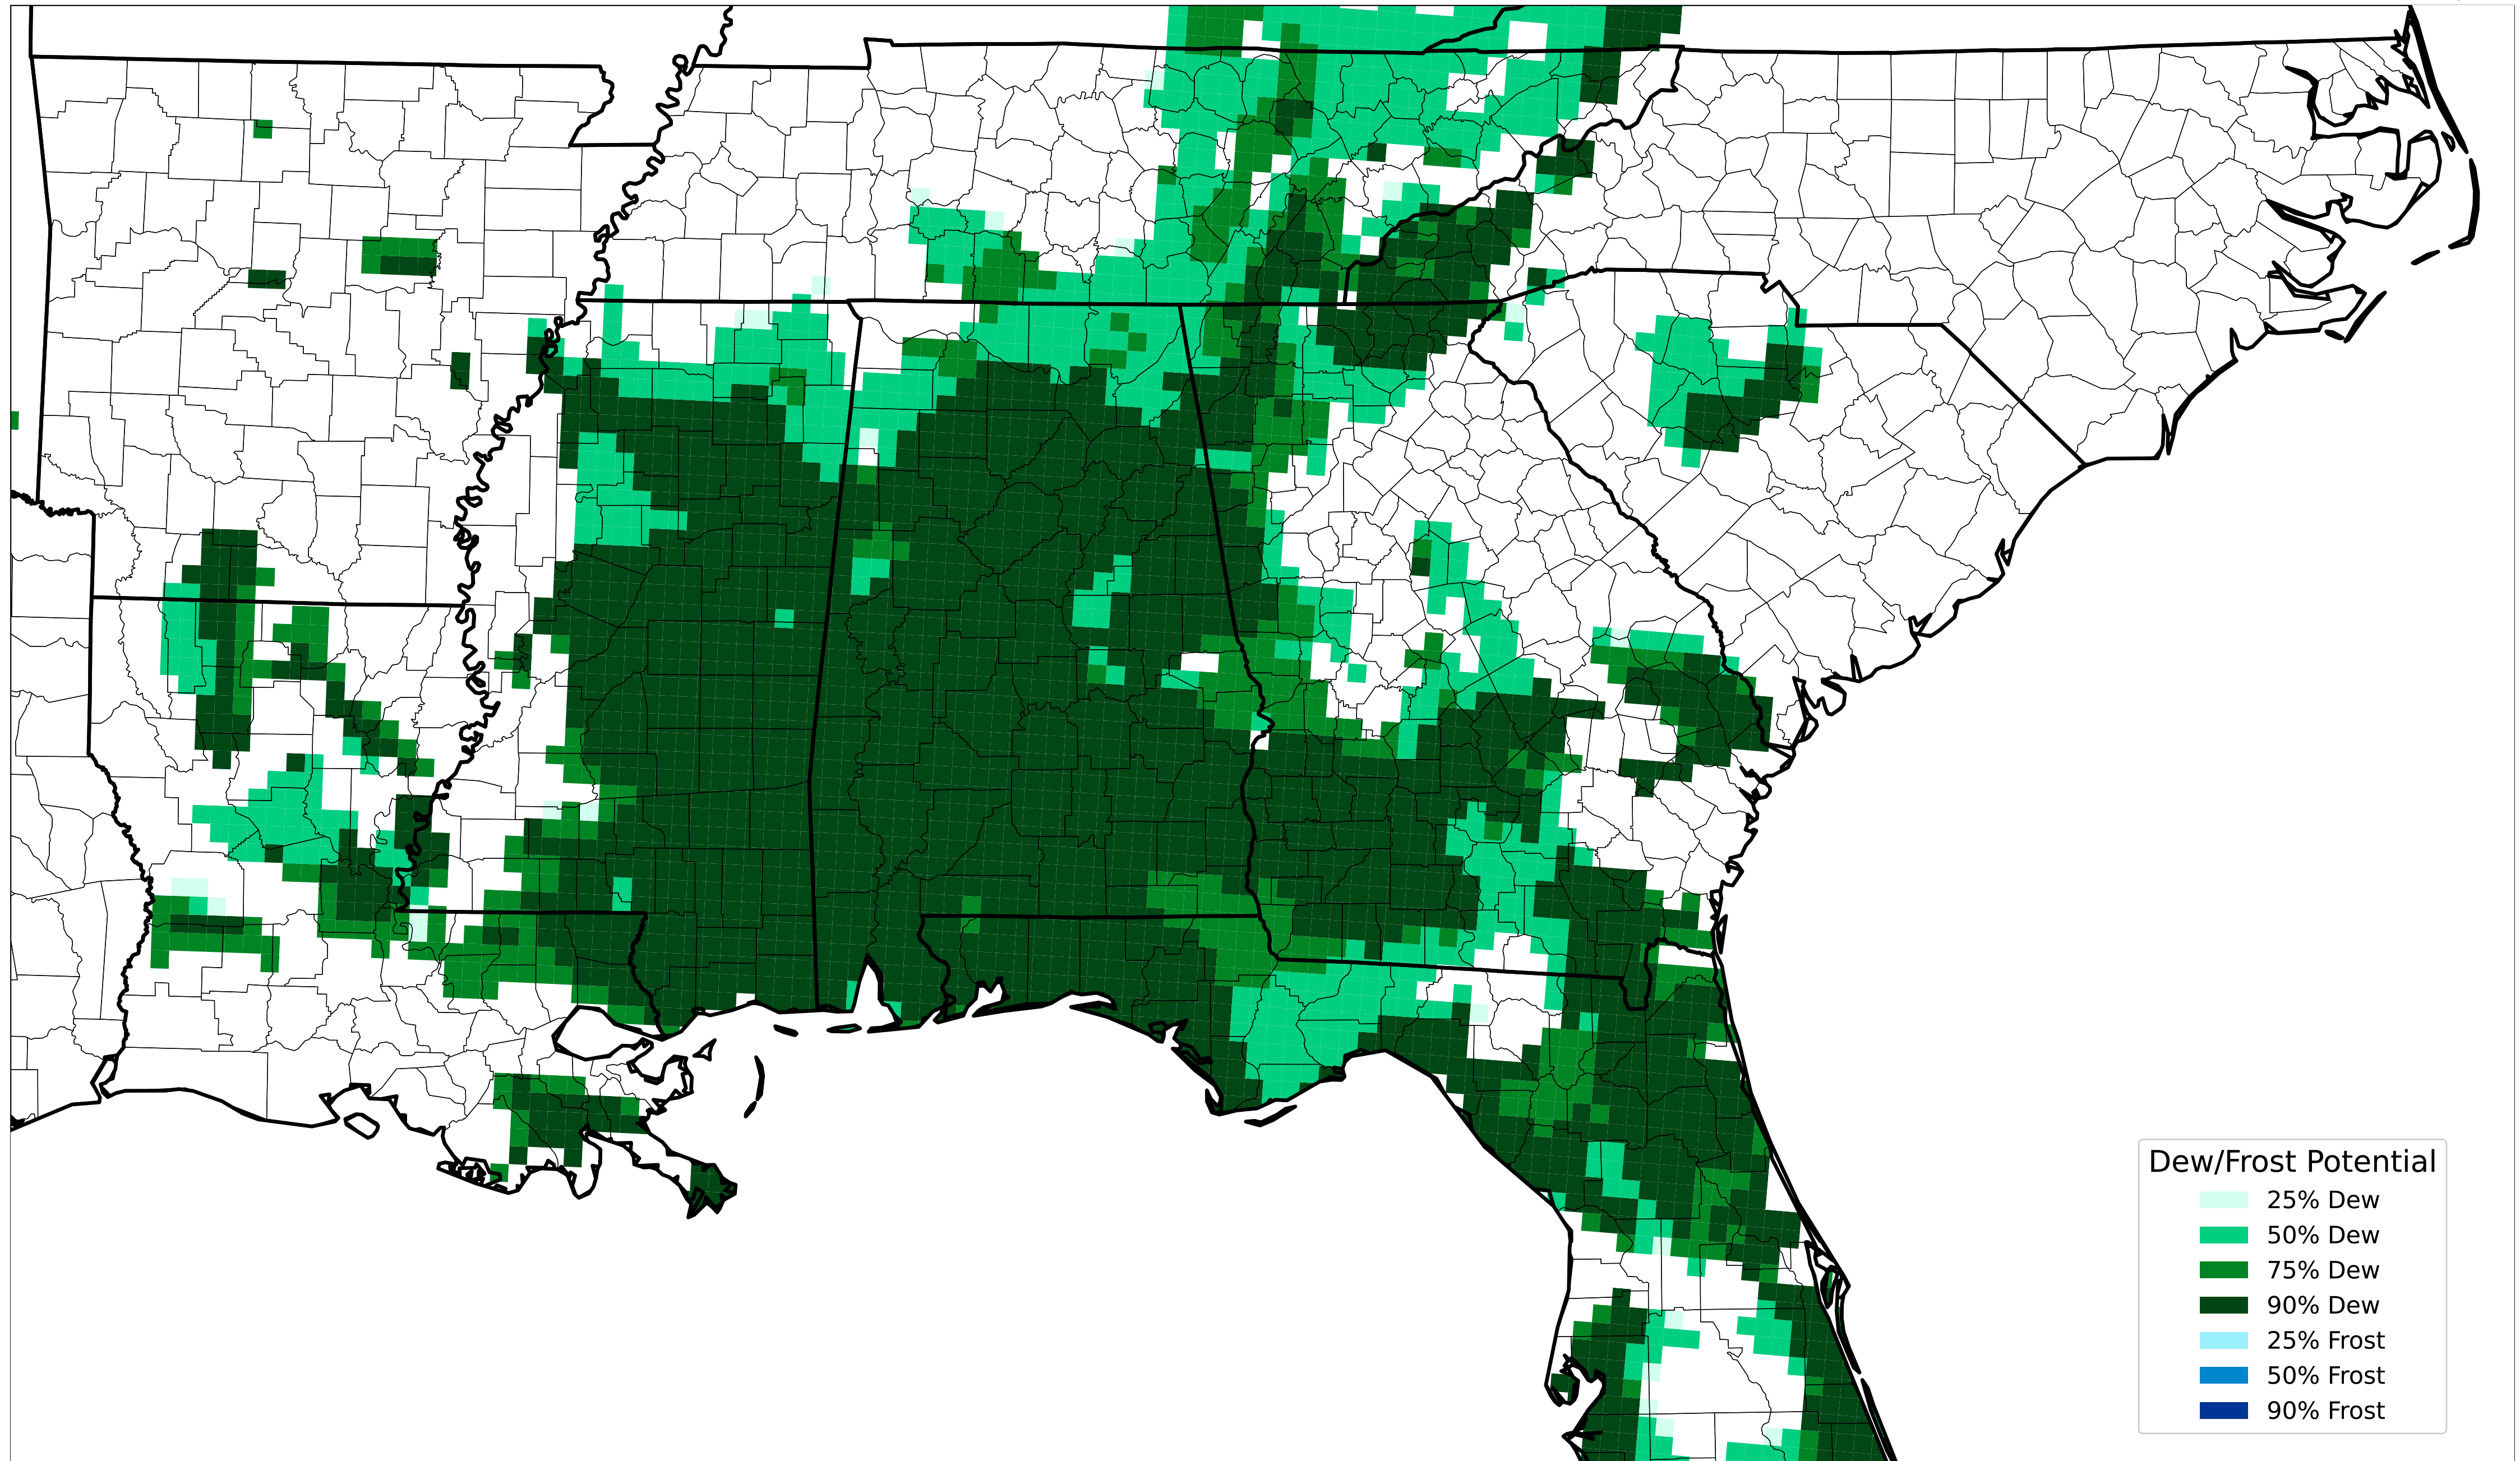 Dew/Frost Potential
25% Dew
50% Dew
75% Dew
90% Dew
25% Frost
50% Frost
90% Frost